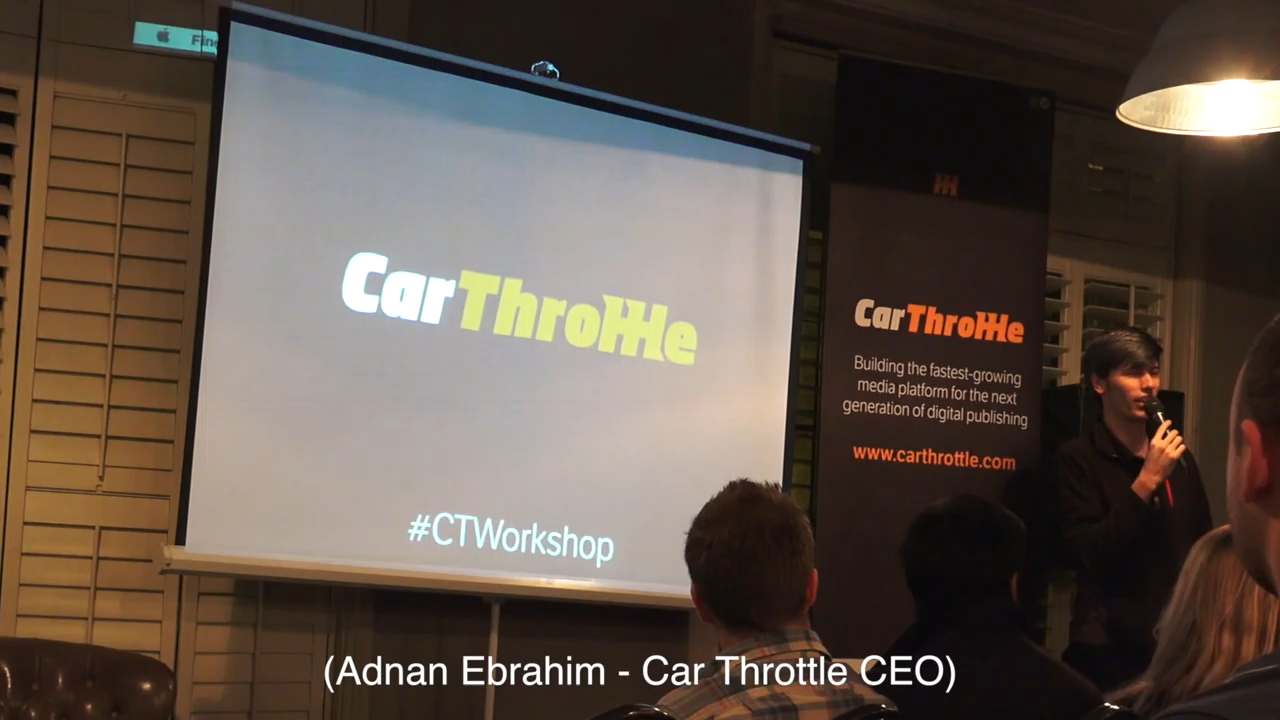 Fin
CarThrottle
#CTWorkshop
CarThrottle
Building the fastest-growing
media platform for the next
generation of digital publishing
www.carthrottle.com
(Adnan Ebrahim - Car Throttle CEO)